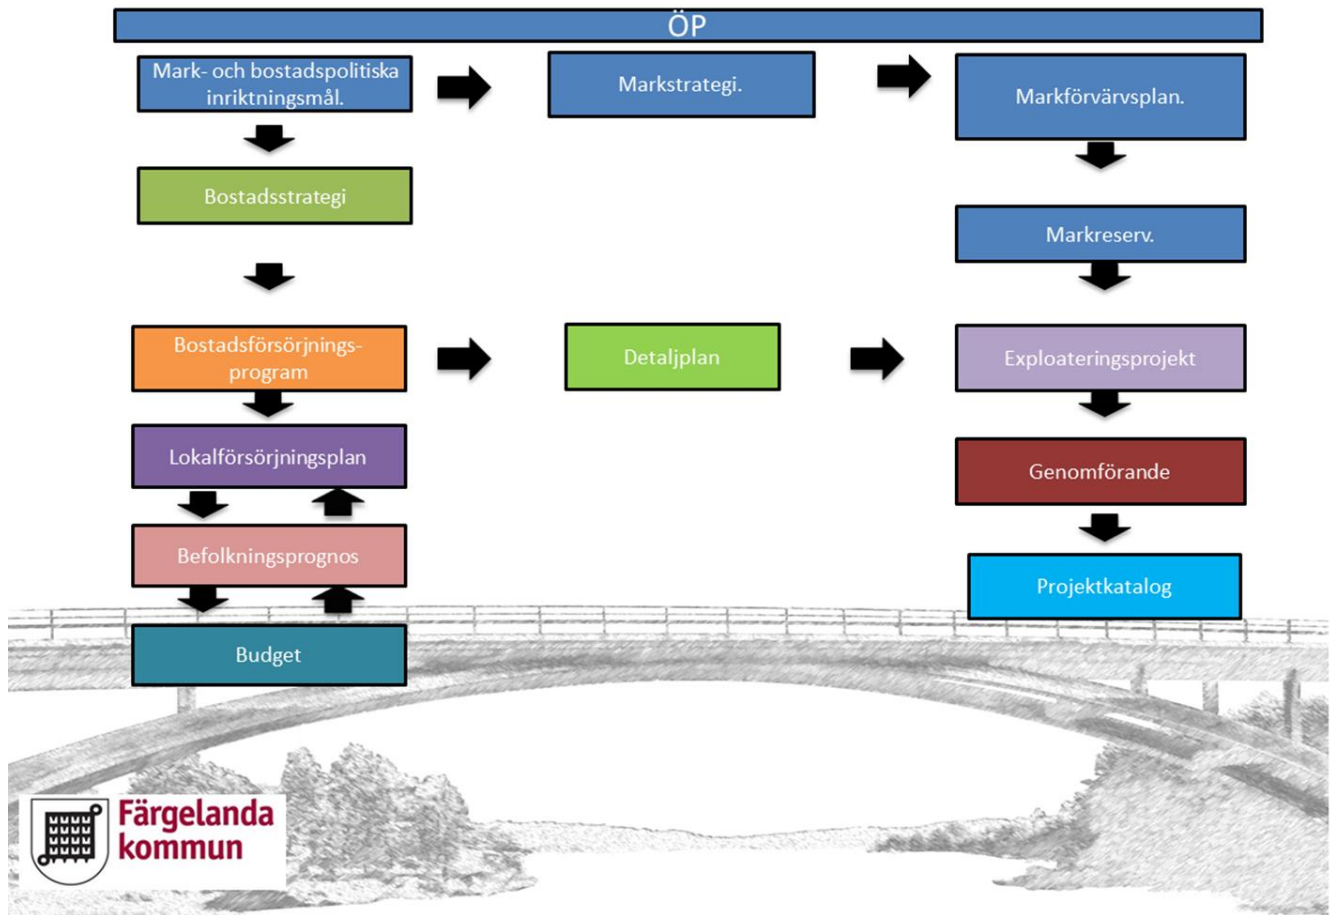 ÖP
Mark- och bostadspolitiska
inriktningsmål.
Markstrategi.
Markförvärvsplan.
Bostadsstrategi
Markreserv.
Bostadsförsörjnings-
program
Detaljplan
Exploateringsprojekt
Lokalförsörjningsplan
Genomförande
Befolkningsprognos
Projektkatalog
Budget
Färgelanda
kommun